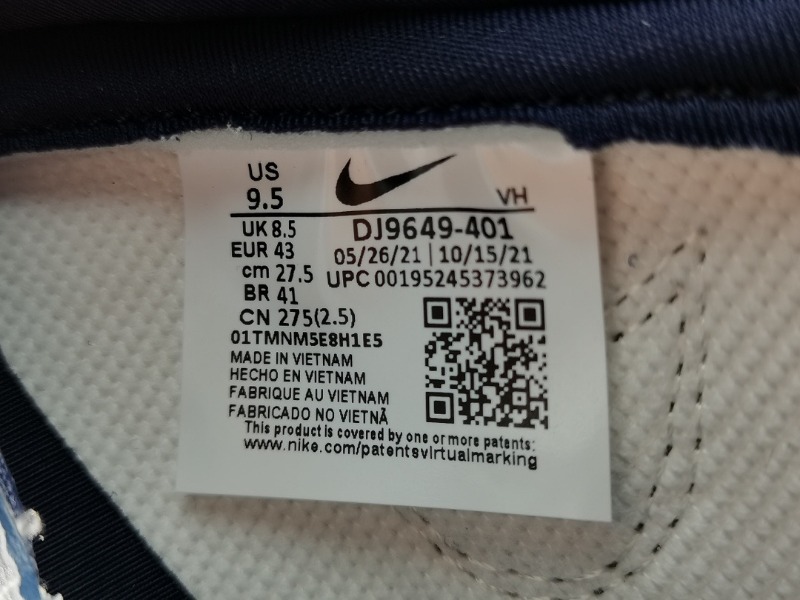 US
9.5 VH
UK 8.5 DJ9649-401
EUR 43 05/26/21 | 10/15/21
cm 27.5 UPC 00195245373962
BR 41
CN 275(2.5)
01TMNM5E8H1E5
MADE IN VIETNAM
HECHO EN VIETNAM
FABRIQUE AU VIETNAM
FABRICADO NO VIETNÃ
This product is covered by one or more patents:
www.nike.com/patentsvirtualmarking